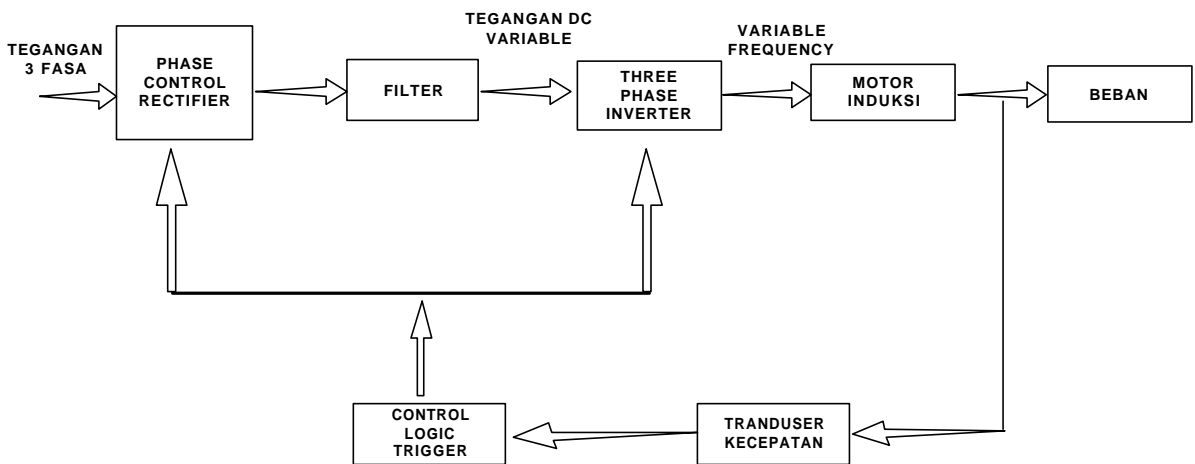 TEGANGAN
3 FASA
PHASE
CONTROL
RECTIFIER
FILTER
TEGANGAN DC
VARIABLE
THREE
PHASE
INVERTER
VARIABLE
FREQUENCY
MOTOR
INDUKSI
BEBAN
CONTROL
LOGIC
TRIGGER
TRANDUSER
KECEPATAN